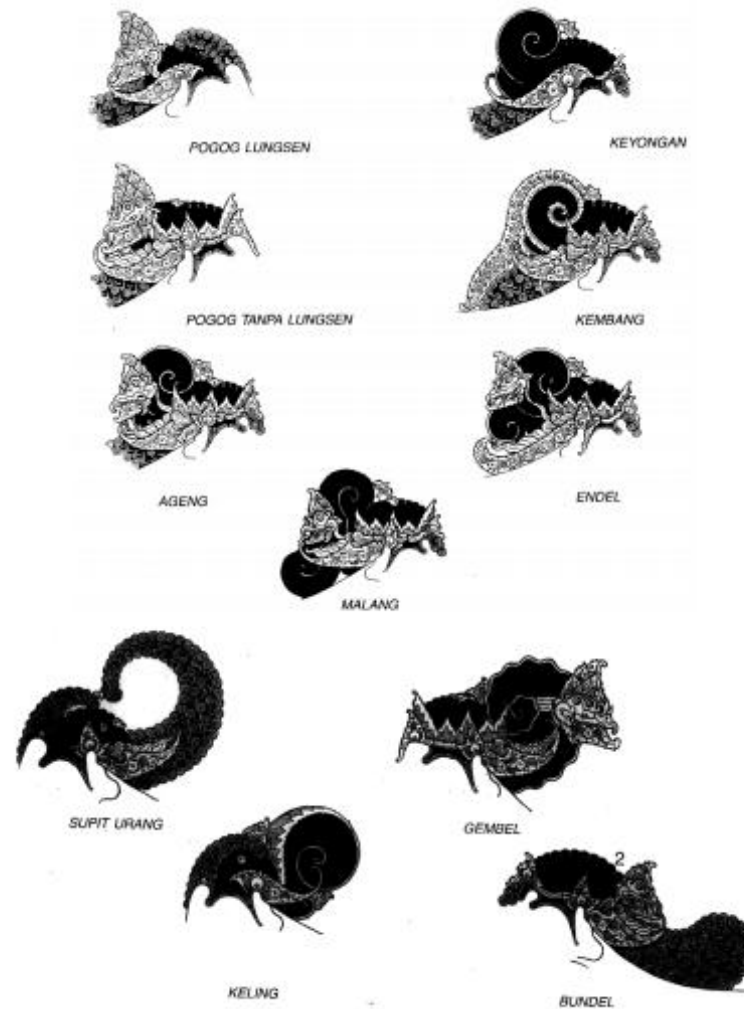 POGOG LUNGSEN
KEYONGAN
POGOG TANPA LUNGSEN
KEMBANG
AGENG
ENDEL
MALANG
SUPIT URANG
GEMBEL
KELING
2
BUNDEL